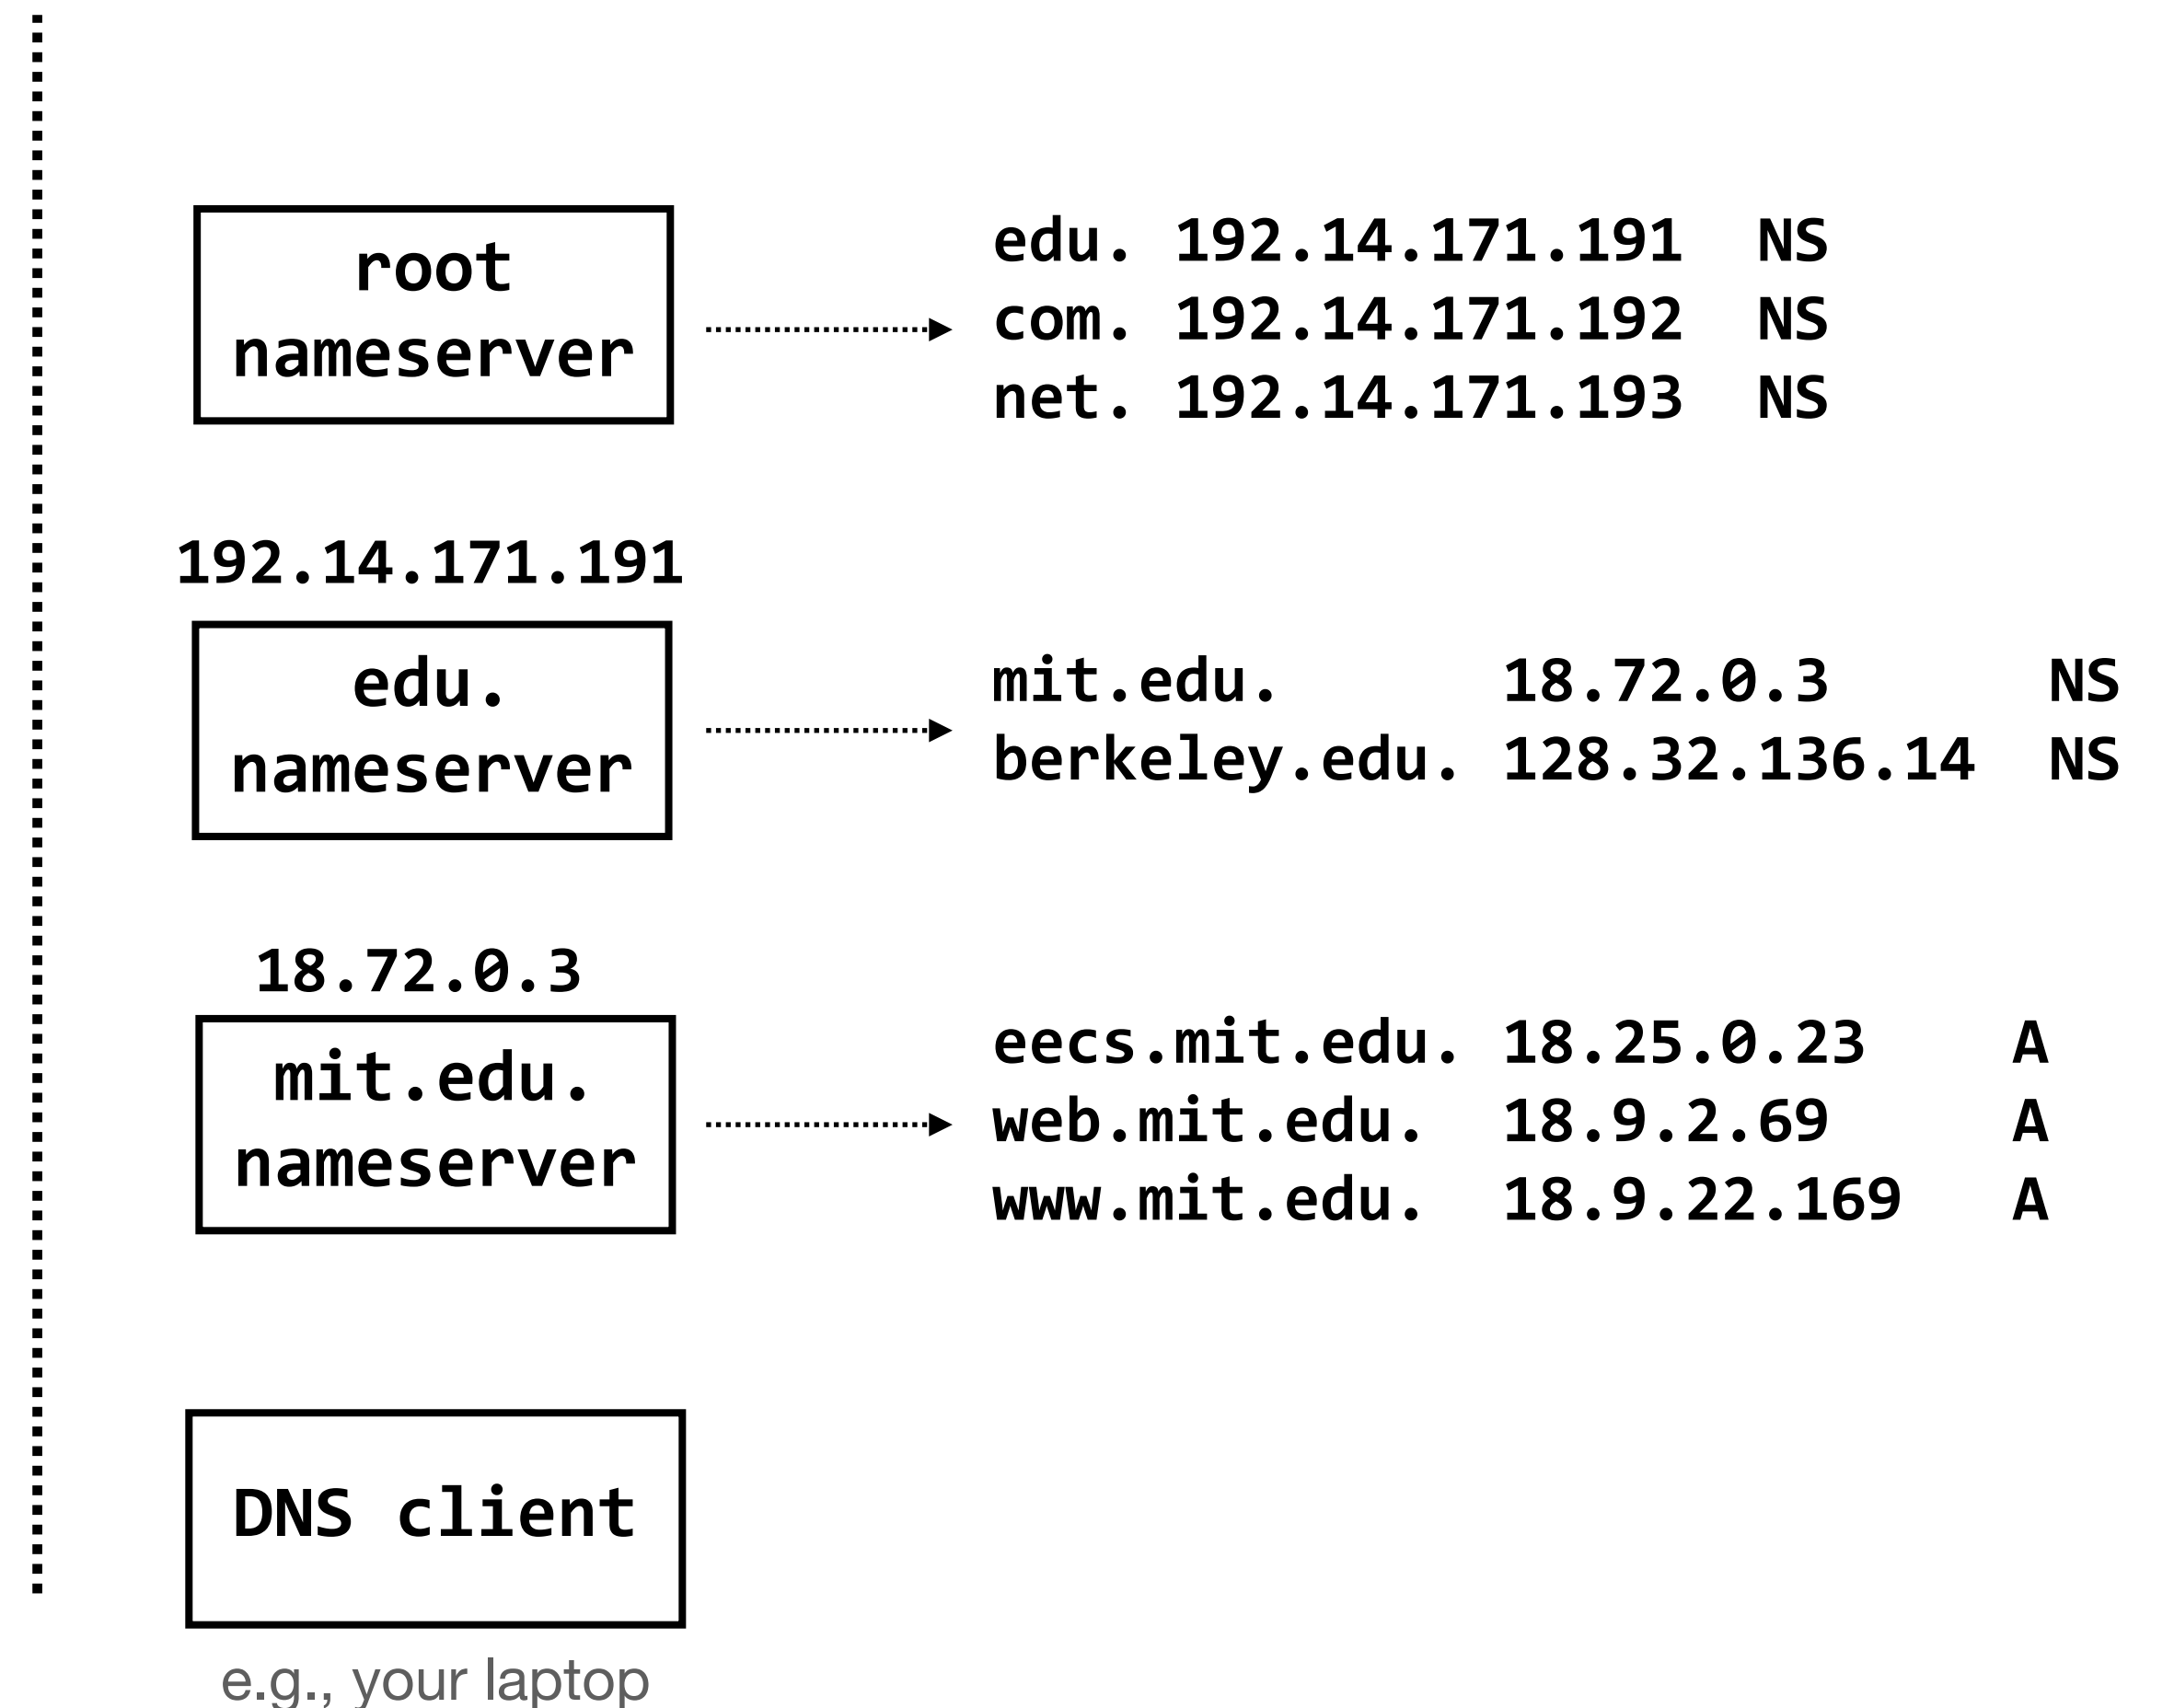 root
nameserver
edu. 192.14.171.191 NS
com. 192.14.171.192 NS
net. 192.14.171.193 NS
192.14.171.191
edu.
nameserver
mit.edu. 18.72.0.3 NS
berkeley.edu. 128.32.136.14 NS
18.72.0.3
mit.edu.
nameserver
eecs.mit.edu. 18.25.0.23 A
web.mit.edu. 18.9.2.69 A
www.mit.edu. 18.9.22.169 A
DNS client
e.g., your laptop